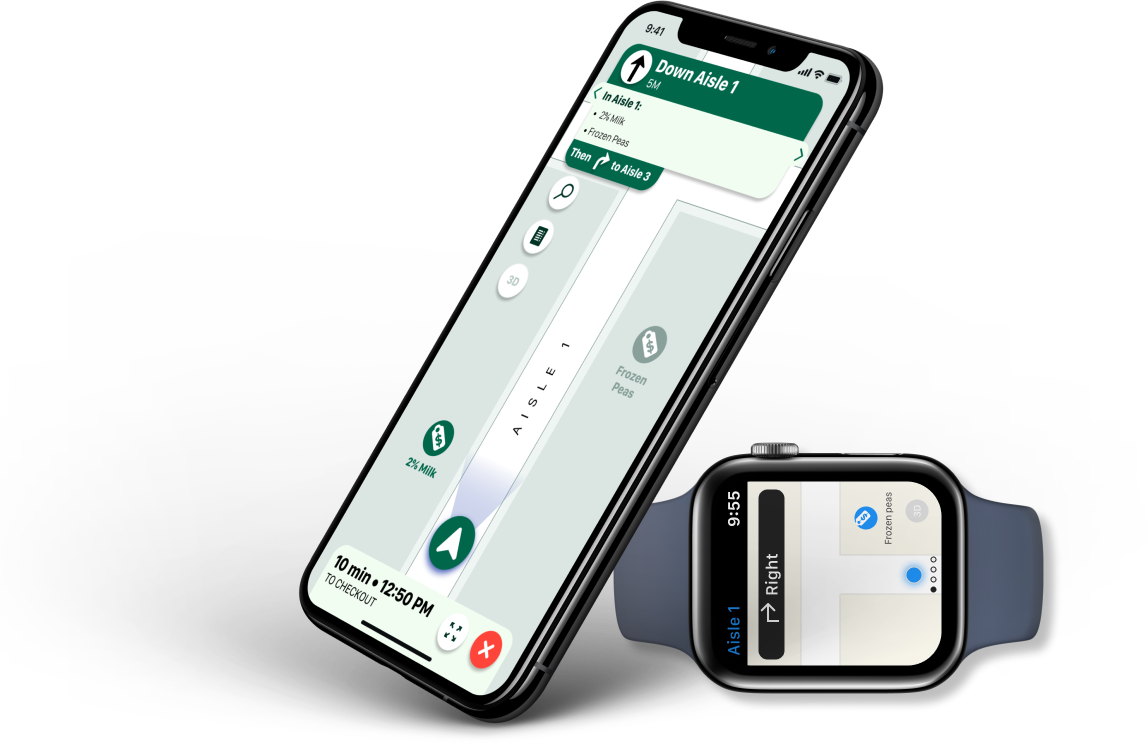 9:41
Down Aisle 1
5M
In Aisle 1:
• 2% Milk
• Frozen Peas
Then to Aisle 3
3D
AISLE 1
Frozen
Peas
2% Milk
10 min • 12:50 PM
TO CHECKOUT
Aisle 1
9:55
Right
Frozen peas
3D